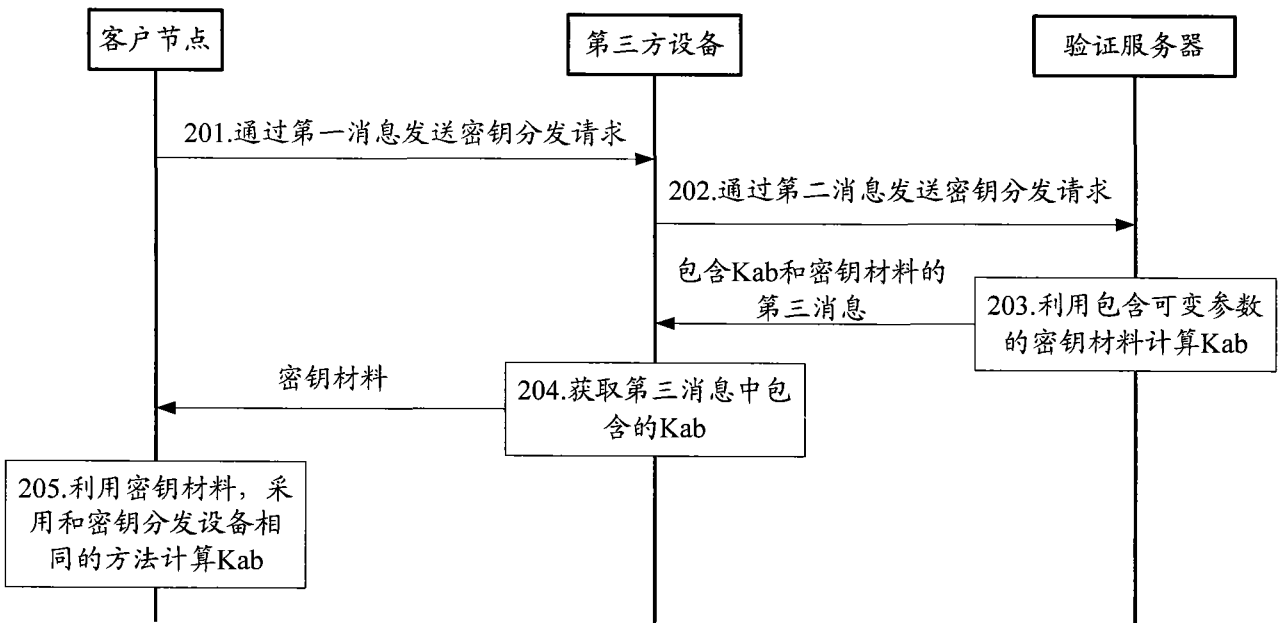 客户节点
第三方设备
验证服务器
201.通过第一消息发送密钥分发请求
202.通过第二消息发送密钥分发请求
包含Kab和密钥材料的
第三消息
203.利用包含可变参数
的密钥材料计算Kab
密钥材料
204.获取第三消息中包
含的Kab
205.利用密钥材料，采
用和密钥分发设备相
同的方法计算Kab